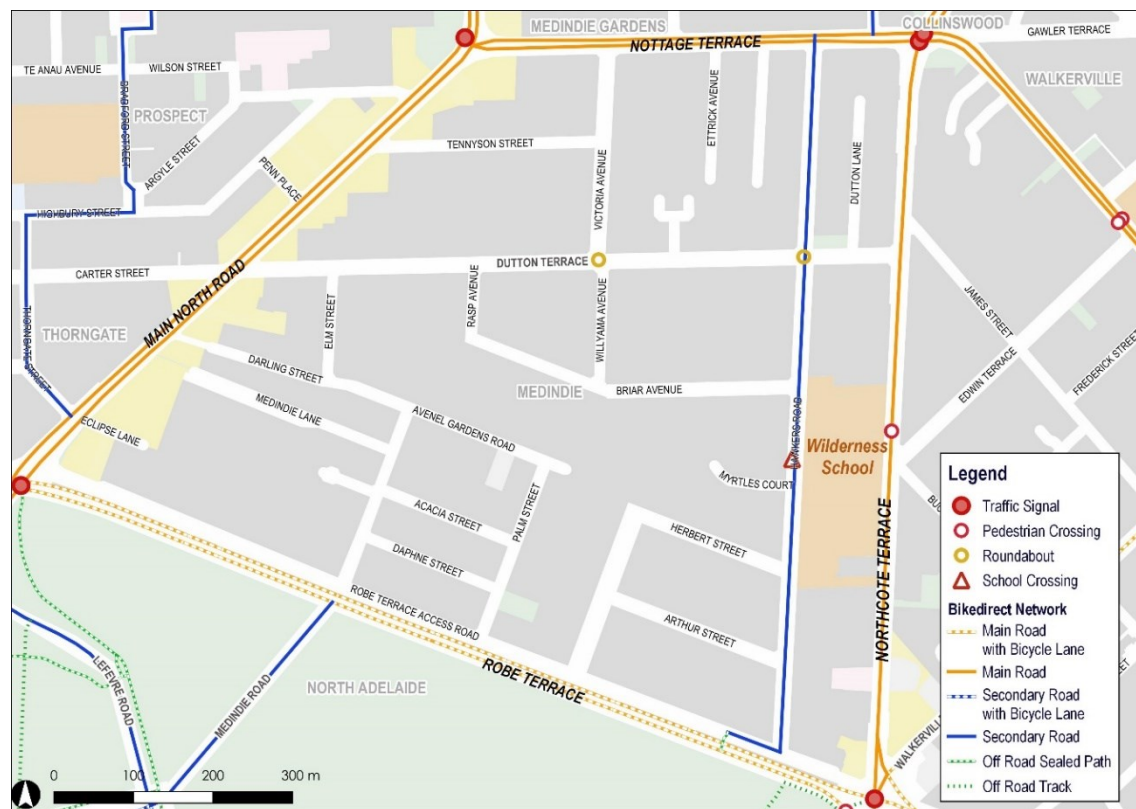 MEDINDIE GARDENS
COLLINSWOOD
GAWLER TERRACE
NOTTAGE TERRACE
TE ANAU AVENUE
WILSON STREET
WALKERVILLE
BRADFORD STREET
PROSPECT
ETTRICK AVENUE
TENNYSON STREET
ARGYLE STREET
PENN PLACE
VICTORIA AVENUE
DUTTON LANE
HIGHBURY STREET
DUTTON TERRACE
CARTER STREET
MAIN NORTH ROAD
RASP AVENUE
ELM STREET
WILLYAMA AVENUE
JAMES STREET
THORNGATE
THORNGATE STREET
EDWIN TERRACE
FREDERICK STREET
DARLING STREET
MEDINDIE
BRIAR AVENUE
MEDINDIE LANE
AVENEL GARDENS ROAD
HAWKERS ROAD
ECLIPSE LANE
Wilderness
School
MYRTLES COURT
ACACIA STREET
PALM STREET
HERBERT STREET
NORTHCOTE TERRACE
DAPHNE STREET
ROBE TERRACE ACCESS ROAD
ARTHUR STREET
ROBE TERRACE
LEFEVRE ROAD
MEDINDIE ROAD
NORTH ADELAIDE
WALKERVILLE
0 100 200 300 m
Legend
Traffic Signal
Pedestrian Crossing
Roundabout
School Crossing
Bikedirect Network
Main Road
with Bicycle Lane
Main Road
Secondary Road
with Bicycle Lane
Secondary Road
Off Road Sealed Path
Off Road Track